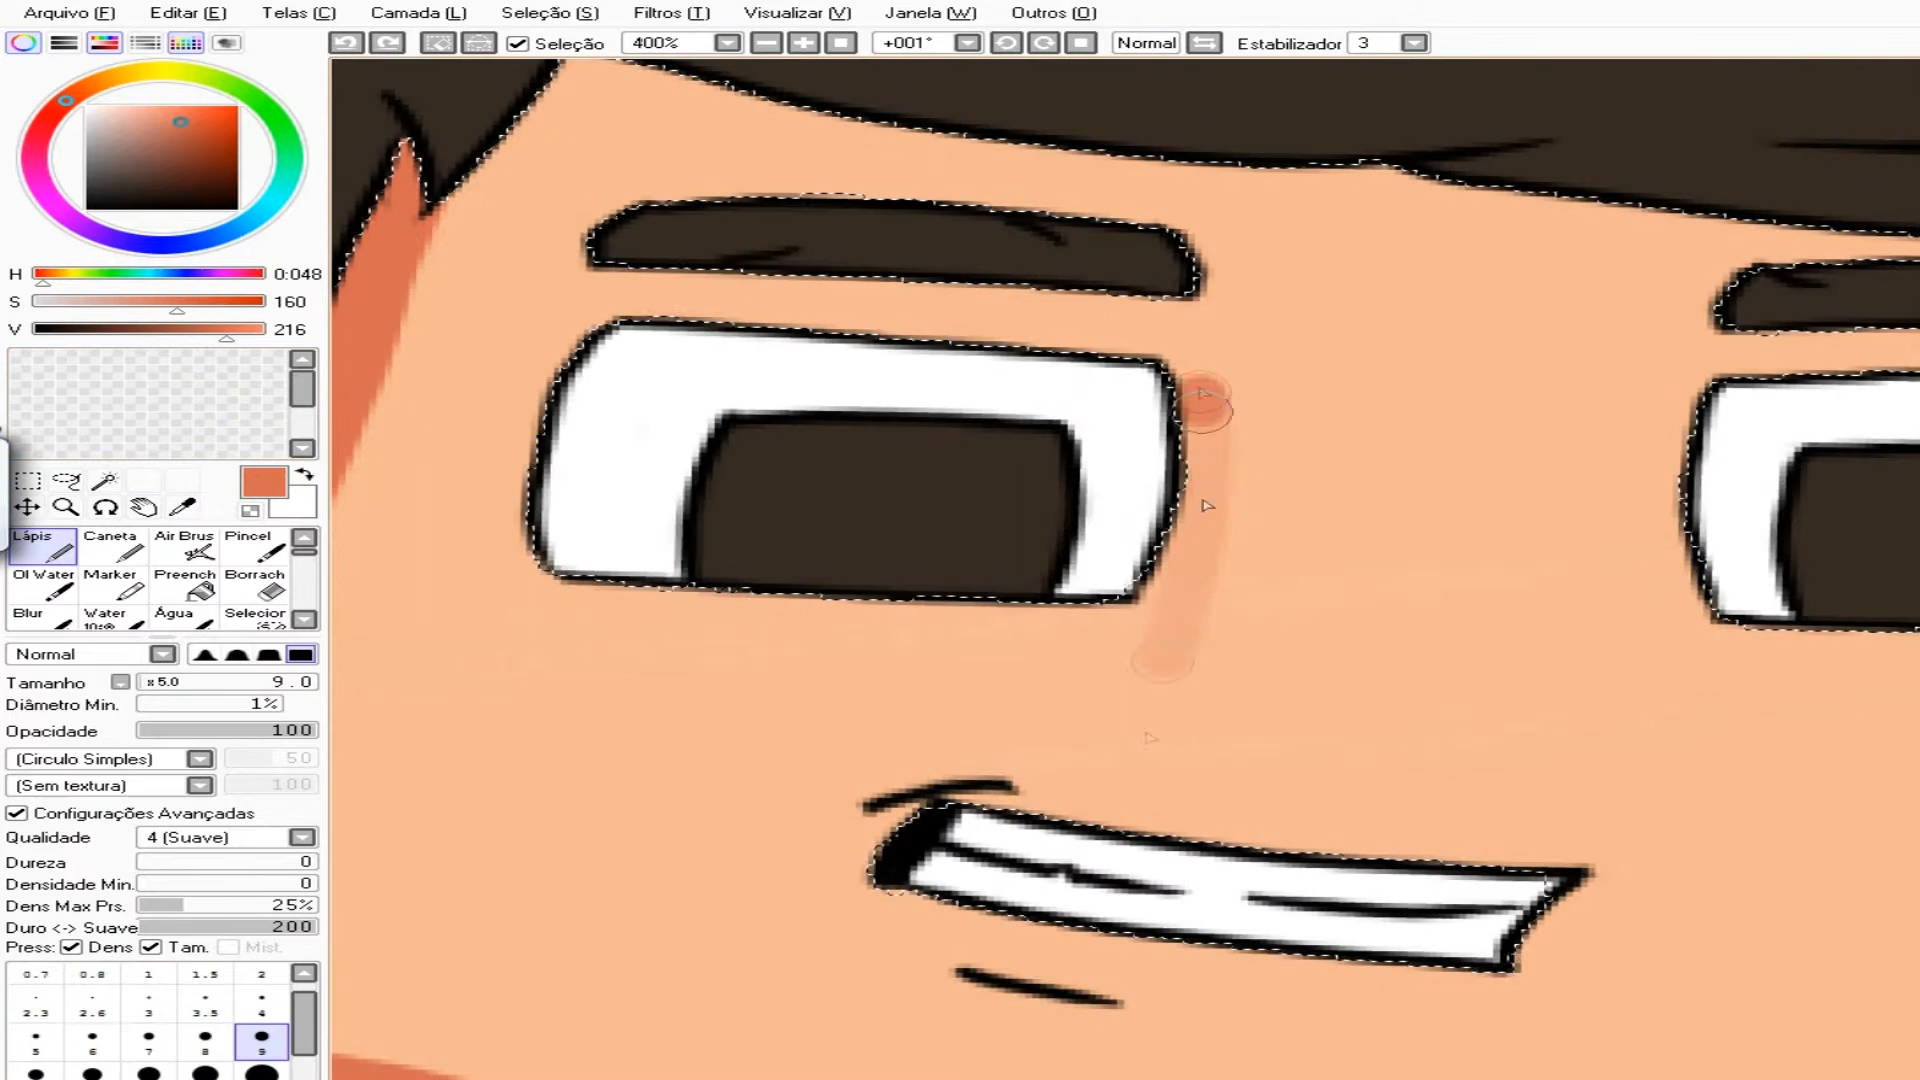 Arquivo (F) Editar (E) Telas (C) Camada (L) Seleção (S) Filtros (T) Visualizar (V) Janela (W) Outros (O)
Seleção 400% +001° Normal Estabilizador 3
H 0:048
S 160
V 216
Lápis Caneta Air Brus Pincel
Ol Water Marker Preench Borrach
Blur Water Água Selecior
Normal
Tamanho x 5.0 9.0
Diâmetro Min. 1%
Opacidade 100
(Circulo Simples) 50
(Sem textura) 100
Configurações Avançadas
Qualidade 4 (Suave)
Dureza 0
Densidade Min. 0
Dens Max Prs. 25%
Duro <-> Suave 200
Press: Dens Tam. Mist.
0.7 0.8 1 1.5 2
2.3 2.6 3 3.5 4
5 6 7 8 9